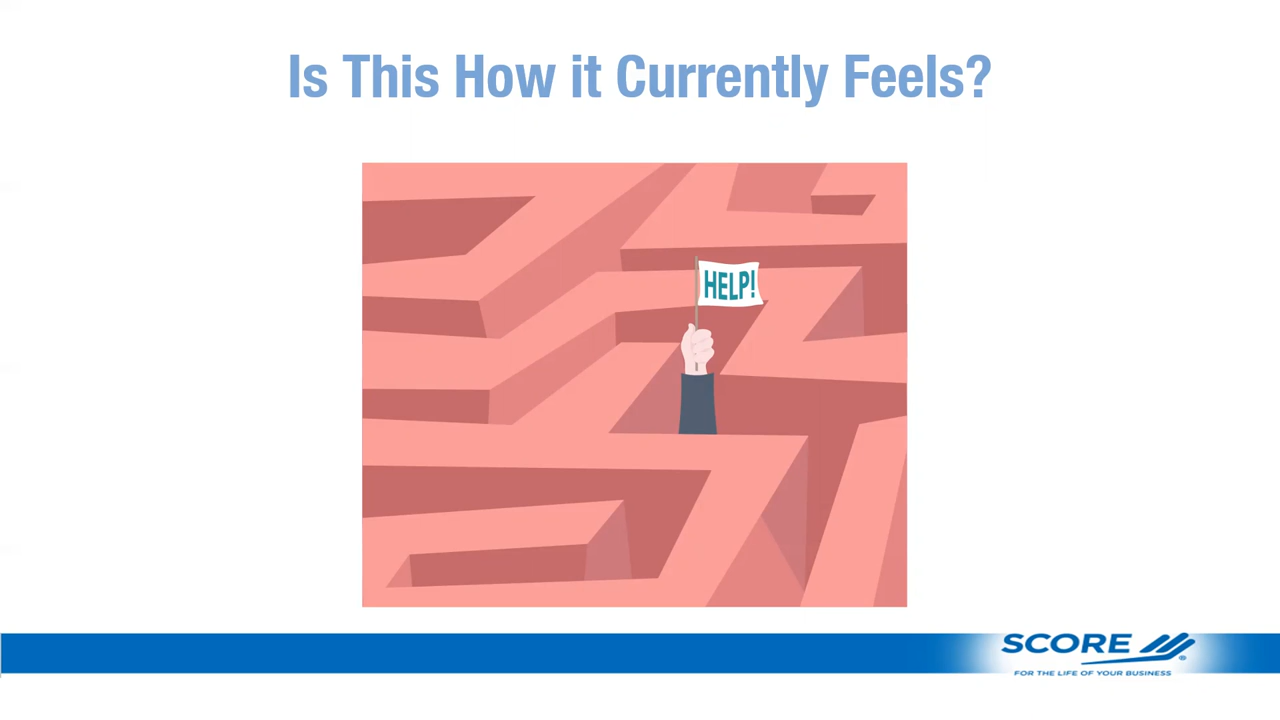 Is This How it Currently Feels?
HELP!
SCORE
FOR THE LIFE OF YOUR BUSINESS